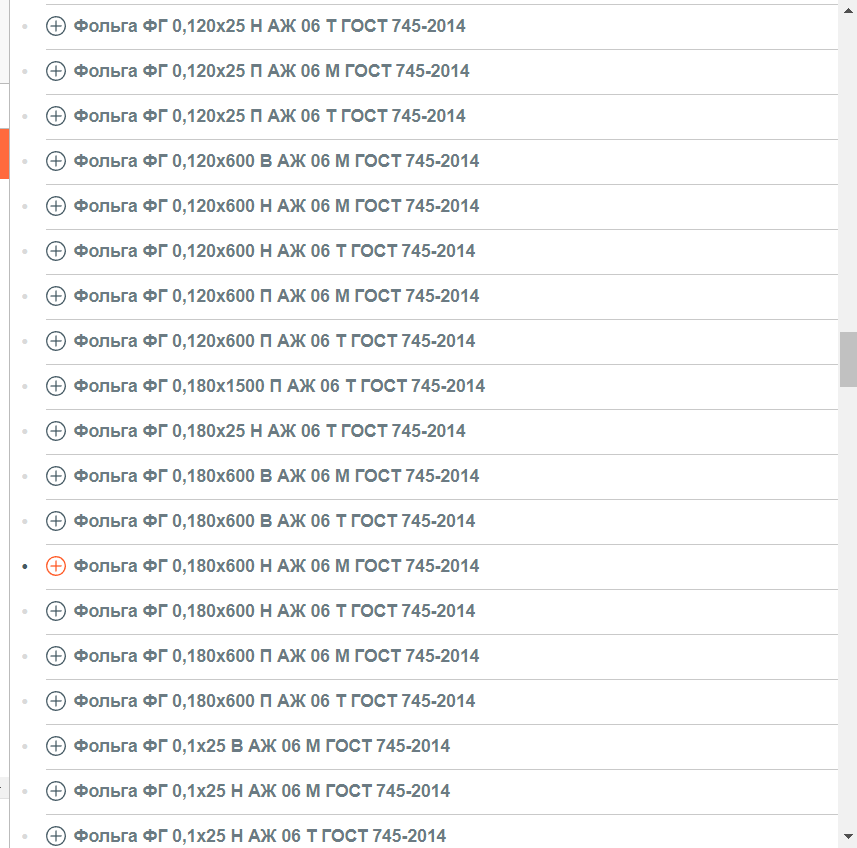 Фольга ФГ 0,120х25 Н АЖ 06 Т ГОСТ 745-2014
Фольга ФГ 0,120х25 П АЖ 06 М ГОСТ 745-2014
Фольга ФГ 0,120х25 П АЖ 06 Т ГОСТ 745-2014
Фольга ФГ 0,120х600 В АЖ 06 М ГОСТ 745-2014
Фольга ФГ 0,120х600 Н АЖ 06 М ГОСТ 745-2014
Фольга ФГ 0,120х600 Н АЖ 06 Т ГОСТ 745-2014
Фольга ФГ 0,120х600 П АЖ 06 М ГОСТ 745-2014
Фольга ФГ 0,120х600 П АЖ 06 Т ГОСТ 745-2014
Фольга ФГ 0,180х1500 П АЖ 06 Т ГОСТ 745-2014
Фольга ФГ 0,180х25 Н АЖ 06 Т ГОСТ 745-2014
Фольга ФГ 0,180х600 В АЖ 06 М ГОСТ 745-2014
Фольга ФГ 0,180х600 В АЖ 06 Т ГОСТ 745-2014
Фольга ФГ 0,180х600 Н АЖ 06 М ГОСТ 745-2014
Фольга ФГ 0,180х600 Н АЖ 06 Т ГОСТ 745-2014
Фольга ФГ 0,180х600 П АЖ 06 М ГОСТ 745-2014
Фольга ФГ 0,180х600 П АЖ 06 Т ГОСТ 745-2014
Фольга ФГ 0,1х25 В АЖ 06 М ГОСТ 745-2014
Фольга ФГ 0,1х25 Н АЖ 06 М ГОСТ 745-2014
Фольга ФГ 0,1х25 Н АЖ 06 Т ГОСТ 745-2014